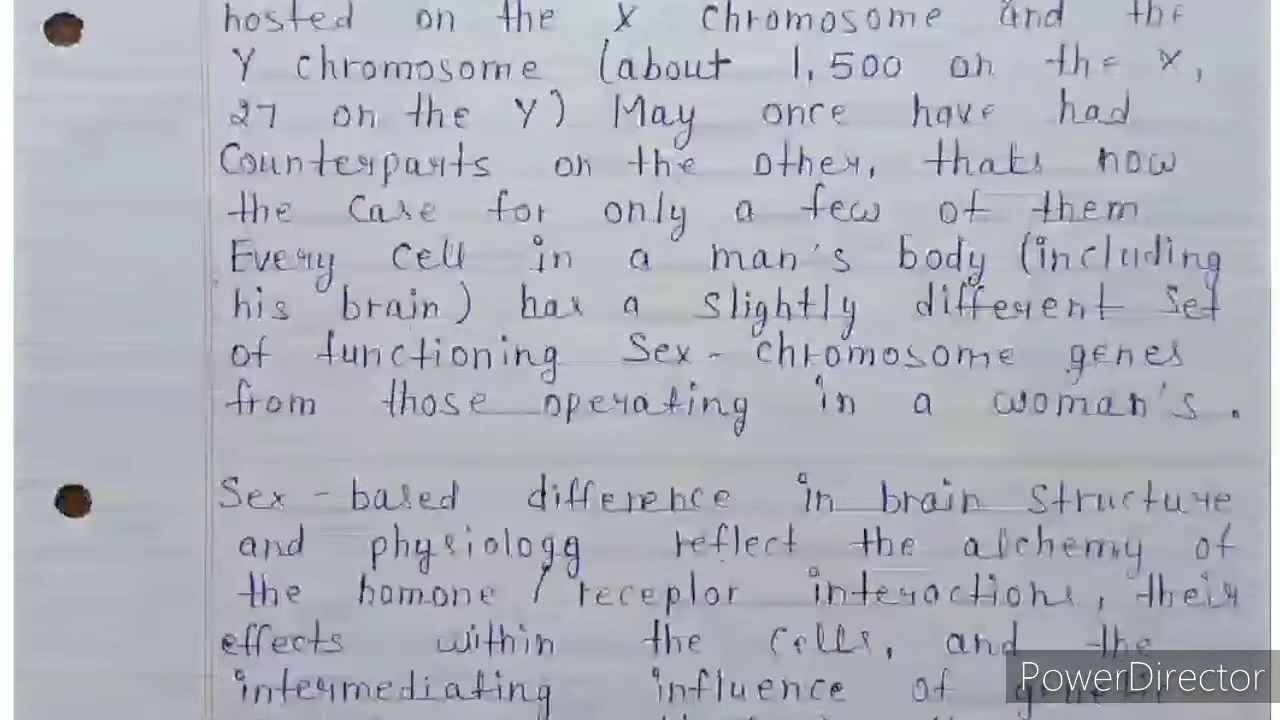 hosted on the X chromosome and the
Y chromosome (about 1,500 on the X,
27 on the Y) May once have had
Counterparts on the other, thats now
the Case for only a few of them
Every cell in a man's body (including
his brain) has a slightly different Set
of functioning Sex - chromosome genes
from those operating in a woman's.
Sex - based difference in brain Structure
and physiologg reflect the alchemy of
the homone / receplor interactions, their
effects within the cells, and the
intermediating influence of
PowerDirector